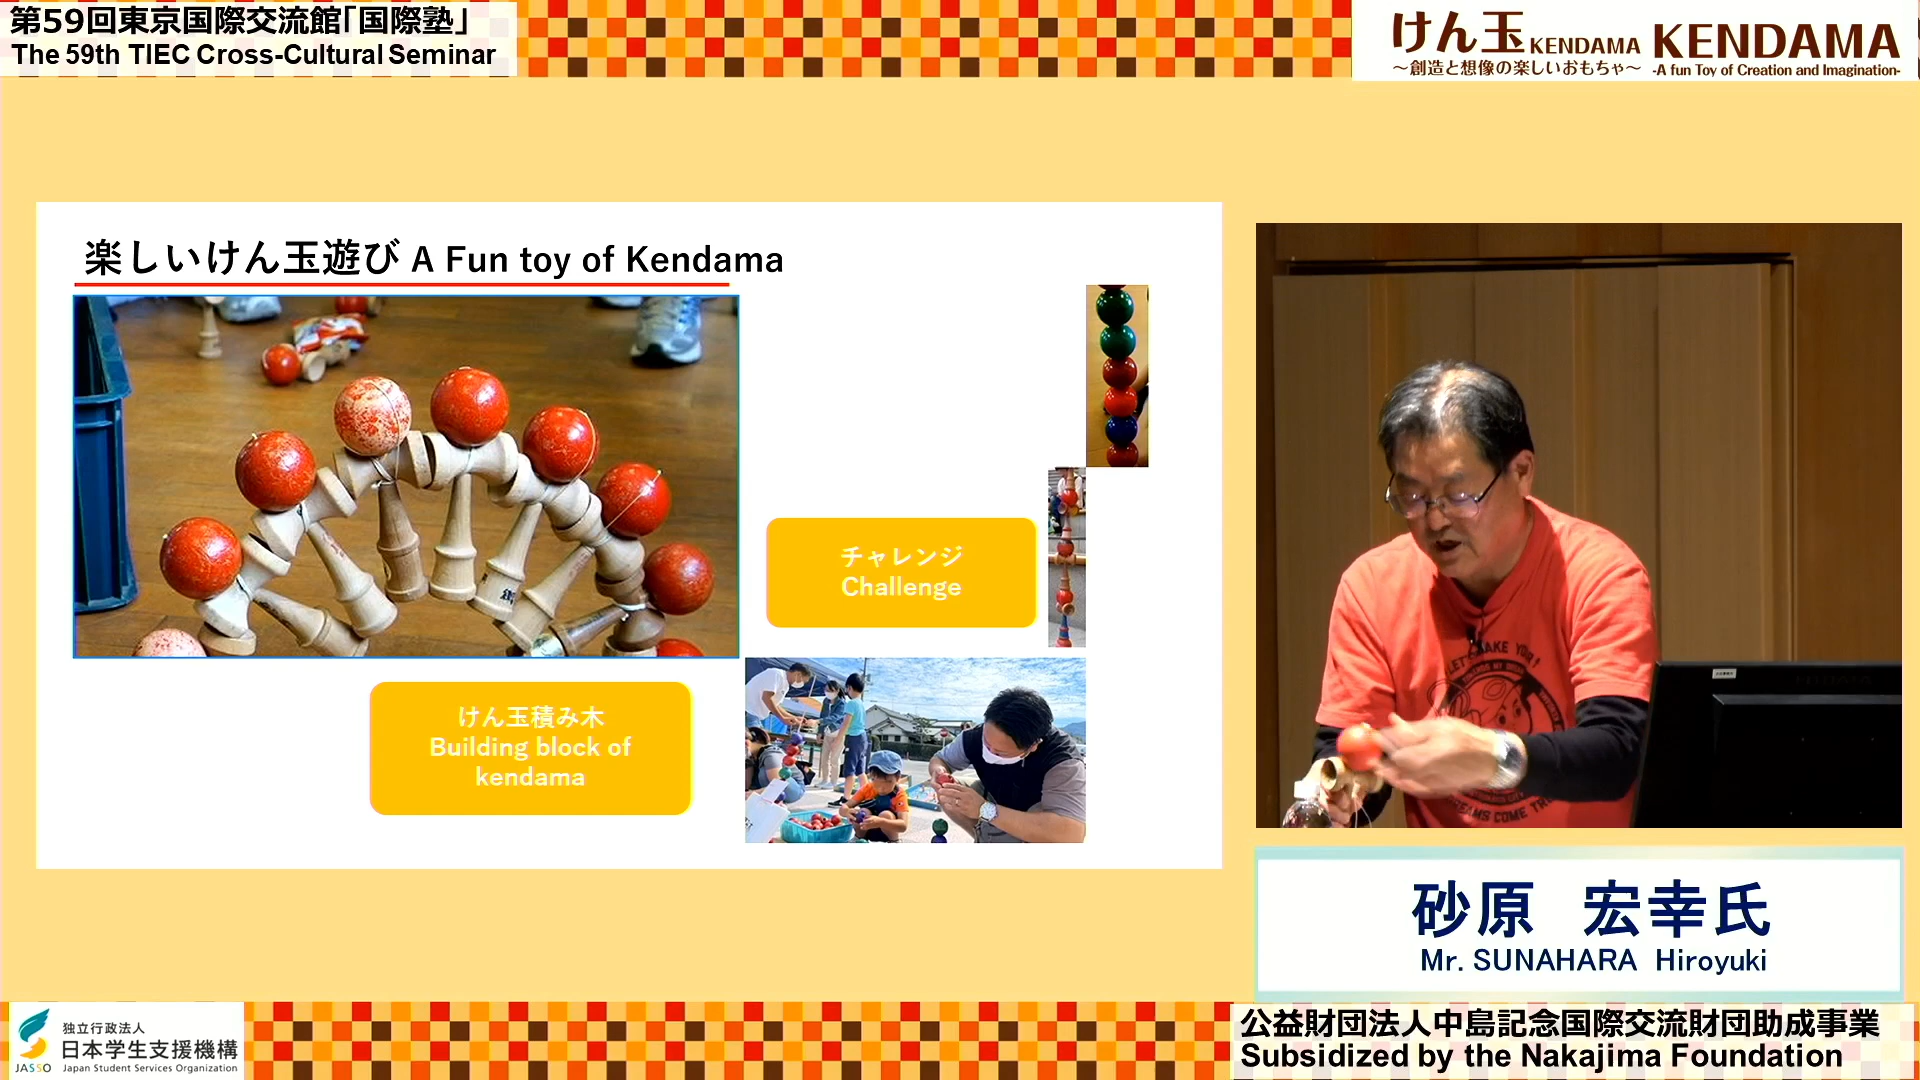 第59回東京国際交流館「国際塾」
The 59th TIEC Cross-Cultural Seminar
けん玉 KENDAMA
～創造と想像の楽しいおもちゃ～
KENDAMA
-A fun Toy of Creation and Imagination-
楽しいけん玉遊び A Fun toy of Kendama
チャレンジ
Challenge
けん玉積み木
Building block of
kendama
LET'S MAKE YOUR
DREAMS COME TR
砂原 宏幸氏
Mr. SUNAHARA Hiroyuki
JASSO
独立行政法人
日本学生支援機構
Japan Student Services Organization
公益財団法人中島記念国際交流財団助成事業
Subsidized by the Nakajima Foundation